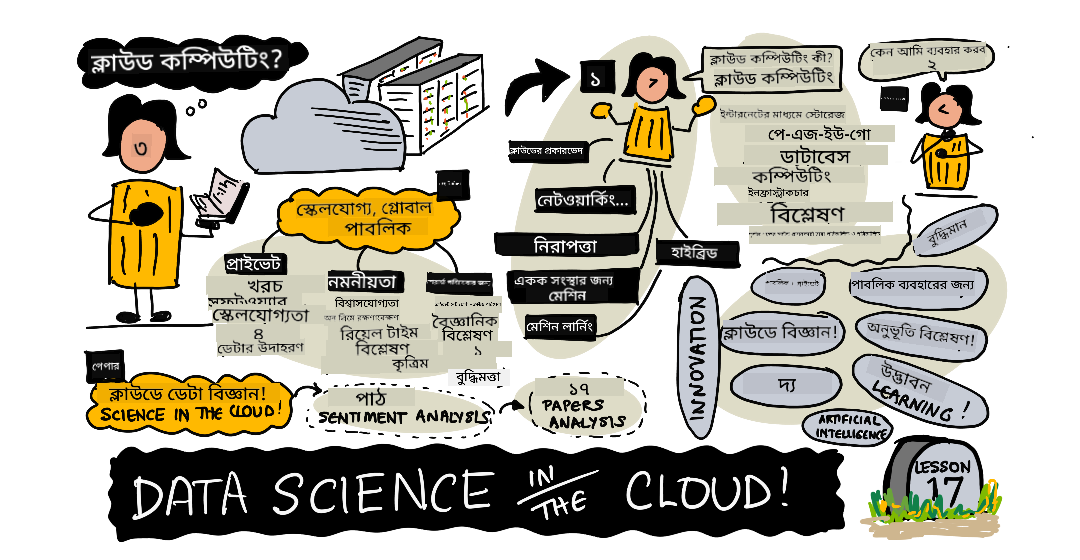 ক্লাউড কম্পিউটিং?
৩
১
?
ক্লাউড কম্পিউটিং কী?
ক্লাউড কম্পিউটিং
কেন আমি ব্যবহার করব
২
ইন্টারনেটের মাধ্যমে স্টোরেজ
পে-এজ-ইউ-গো
ডাটাবেস
কম্পিউটিং
ইনফ্রাস্ট্রাকচার
বিশ্লেষণ
ক্লাউডের প্রকারভেদ
নেটওয়ার্কিং...
নিরাপত্তা
হাইব্রিড
একক সংস্থার জন্য
মেশিন
মেশিন লার্নিং
স্কেলযোগ্য, গ্লোবাল
পাবলিক
প্রাইভেট
খরচ
সফটওয়্যার
স্কেলযোগ্যতা
৪
ডেটার উদাহরণ
নমনীয়তা
বিশ্বাসযোগ্যতা
রিয়েল টাইম
বিশ্লেষণ
কৃত্রিম
বৈজ্ঞানিক
বিশ্লেষণ
১
বুদ্ধিমত্তা
বুদ্ধিমান
পাবলিক ব্যবহারের জন্য
ক্লাউডে বিজ্ঞান!
অনুভূতি বিশ্লেষণ!
দ্য
উদ্ভাবন
LEARNING!
INNOVATION
ARTIFICIAL
INTELLIGENCE
পেপার
ক্লাউডে ডেটা বিজ্ঞান!
SCIENCE IN THE CLOUD!
পাঠ
SENTIMENT ANALYSIS
১৭
PAPERS
ANALYSIS
DATA SCIENCE IN THE CLOUD!
LESSON
17